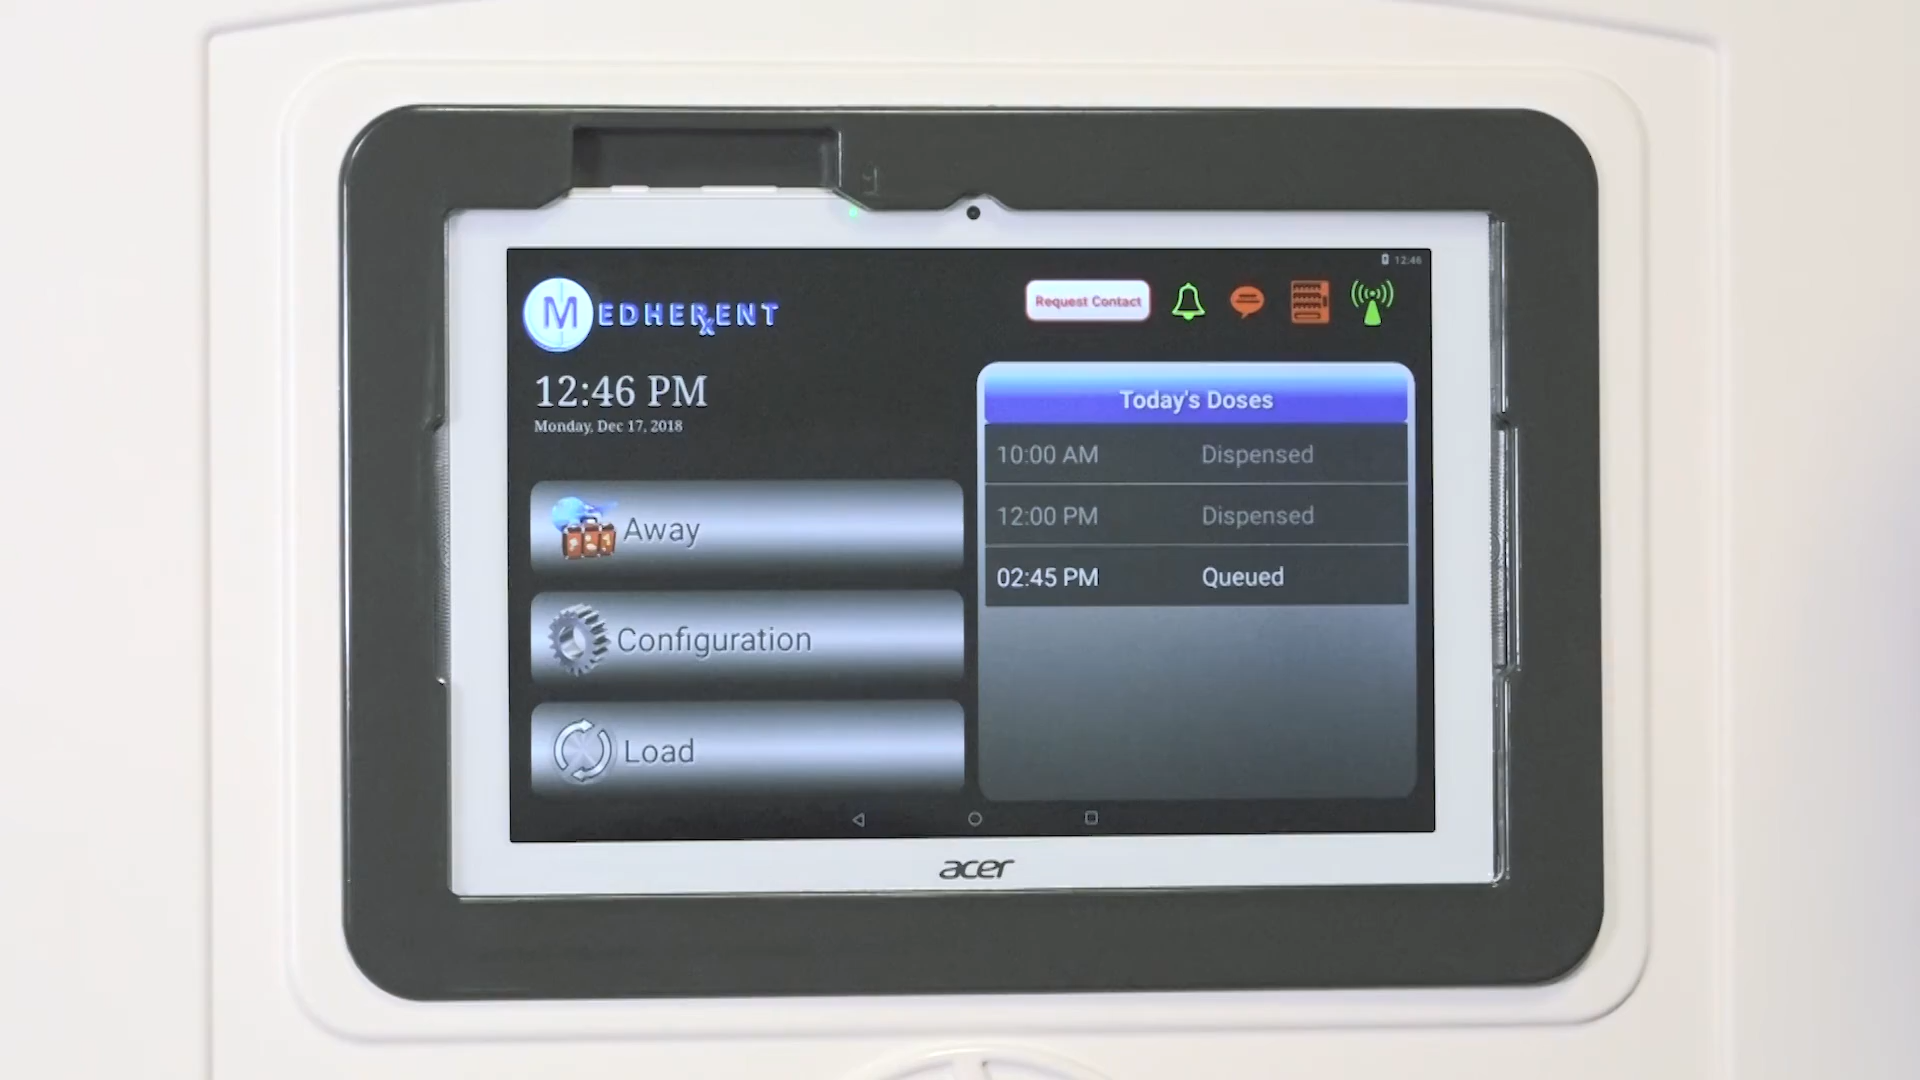 12:46
MEDHERxENT
Request Contact
12:46 PM
Monday, Dec 17, 2018
Today's Doses
10:00 AM Dispensed
12:00 PM Dispensed
02:45 PM Queued
Away
Configuration
Load
acer